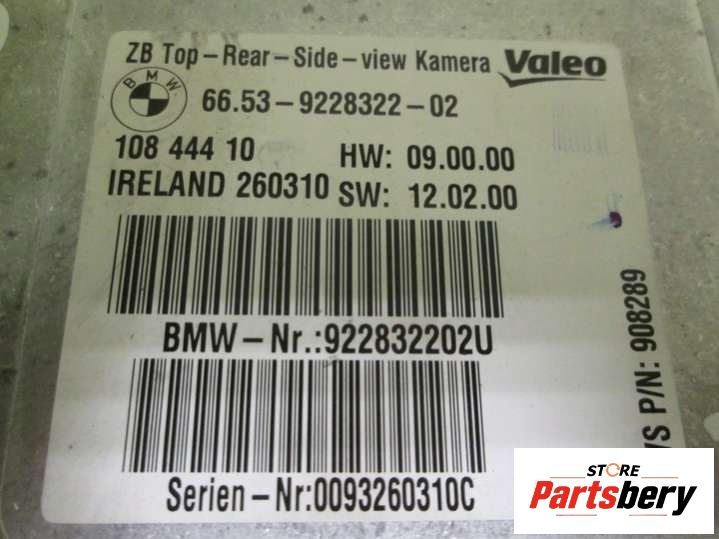 ZB Top-Rear-Side-view Kamera Valeo
BMW 66.53-9228322-02
108 444 10 HW: 09.00.00
IRELAND 260310 SW: 12.02.00
BMW-Nr.:922832202U
Serien-Nr:0093260310C
VS P/N: 908289
STORE
Partsbery